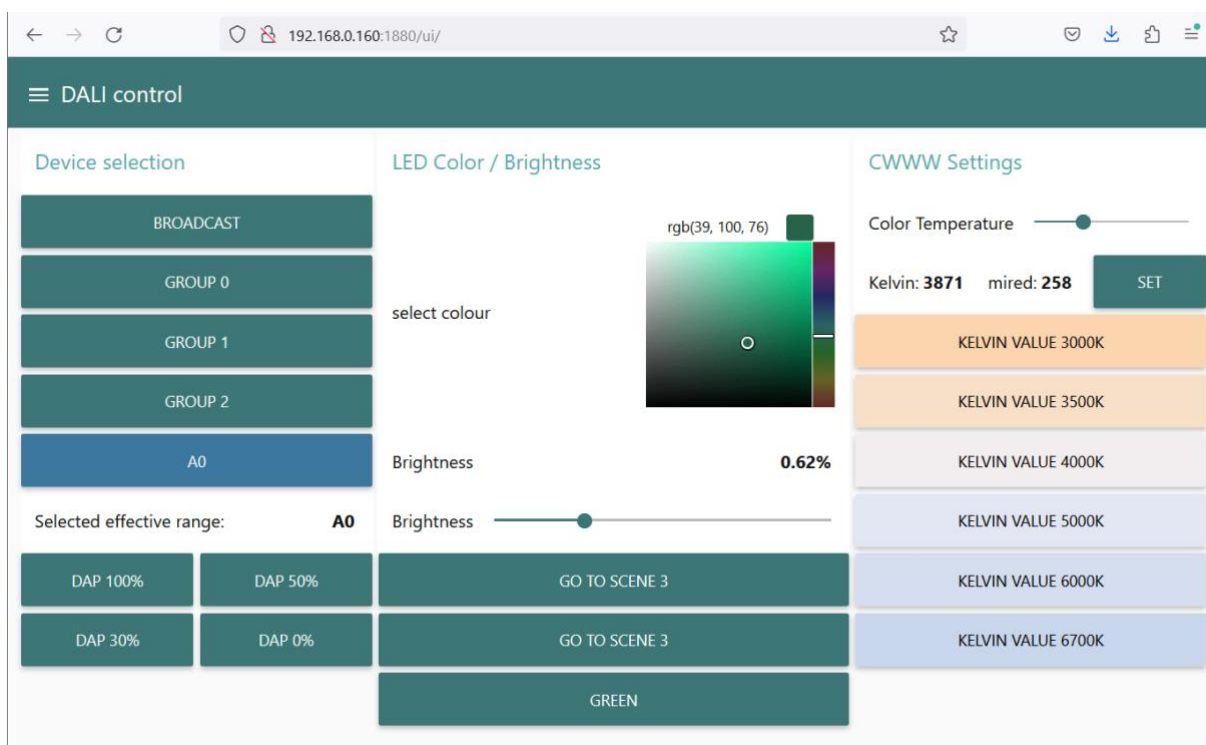 192.168.0.160:1880/ui/
DALI control
Device selection
BROADCAST
GROUP 0
GROUP 1
GROUP 2
A0
Selected effective range: A0
DAP 100% DAP 50%
DAP 30% DAP 0%
LED Color / Brightness
rgb(39, 100, 76)
select colour
Brightness 0.62%
Brightness
GO TO SCENE 3
GO TO SCENE 3
GREEN
CWWW Settings
Color Temperature
Kelvin: 3871 mired: 258 SET
KELVIN VALUE 3000K
KELVIN VALUE 3500K
KELVIN VALUE 4000K
KELVIN VALUE 5000K
KELVIN VALUE 6000K
KELVIN VALUE 6700K